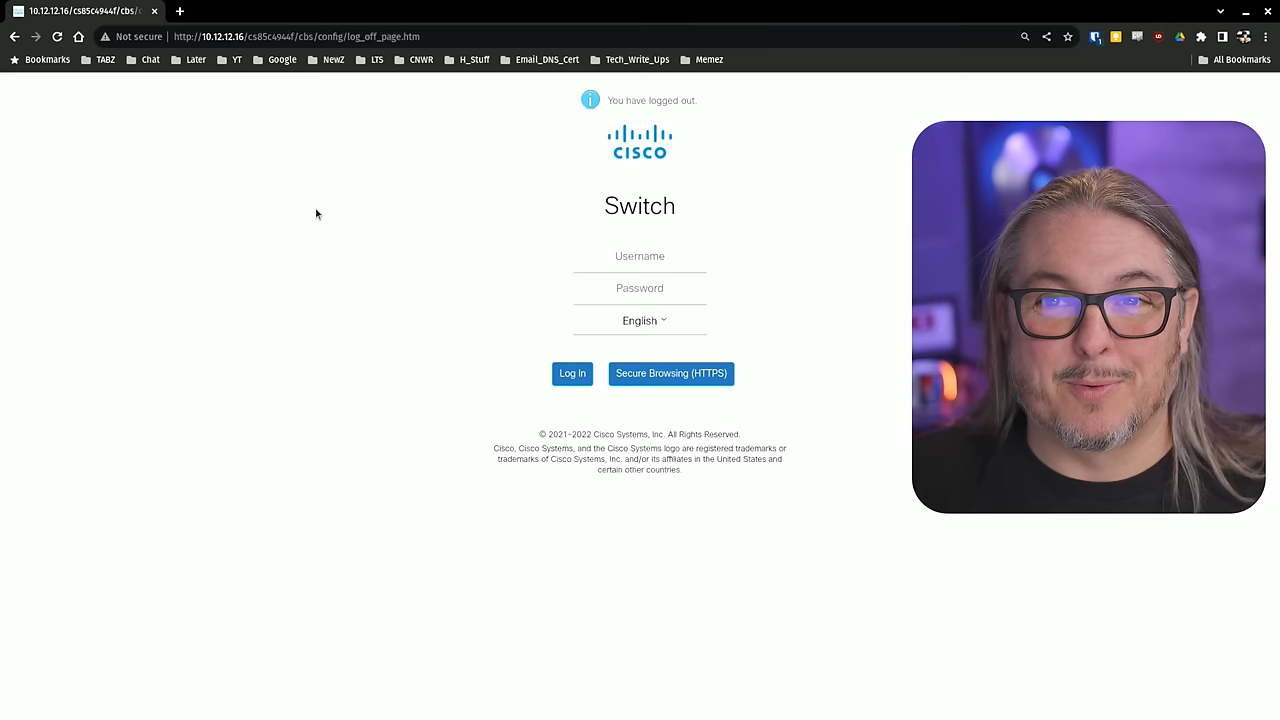 10.12.12.16/cs85c4944f/cbs/c
Not secure
http://10.12.12.16/cs85c4944f/cbs/config/log_off_page.htm
Bookmarks TABZ Chat Later YT Google NewZ LTS CNWR H_Stuff Email_DNS_Cert Tech_Write_Ups Memez All Bookmarks
You have logged out.
CISCO
Switch
Username
Password
English
Log In Secure Browsing (HTTPS)
© 2021-2022 Cisco Systems, Inc. All Rights Reserved.
Cisco, Cisco Systems, and the Cisco Systems logo are registered trademarks or
trademarks of Cisco Systems, Inc. and/or its affiliates in the United States and
certain other countries.